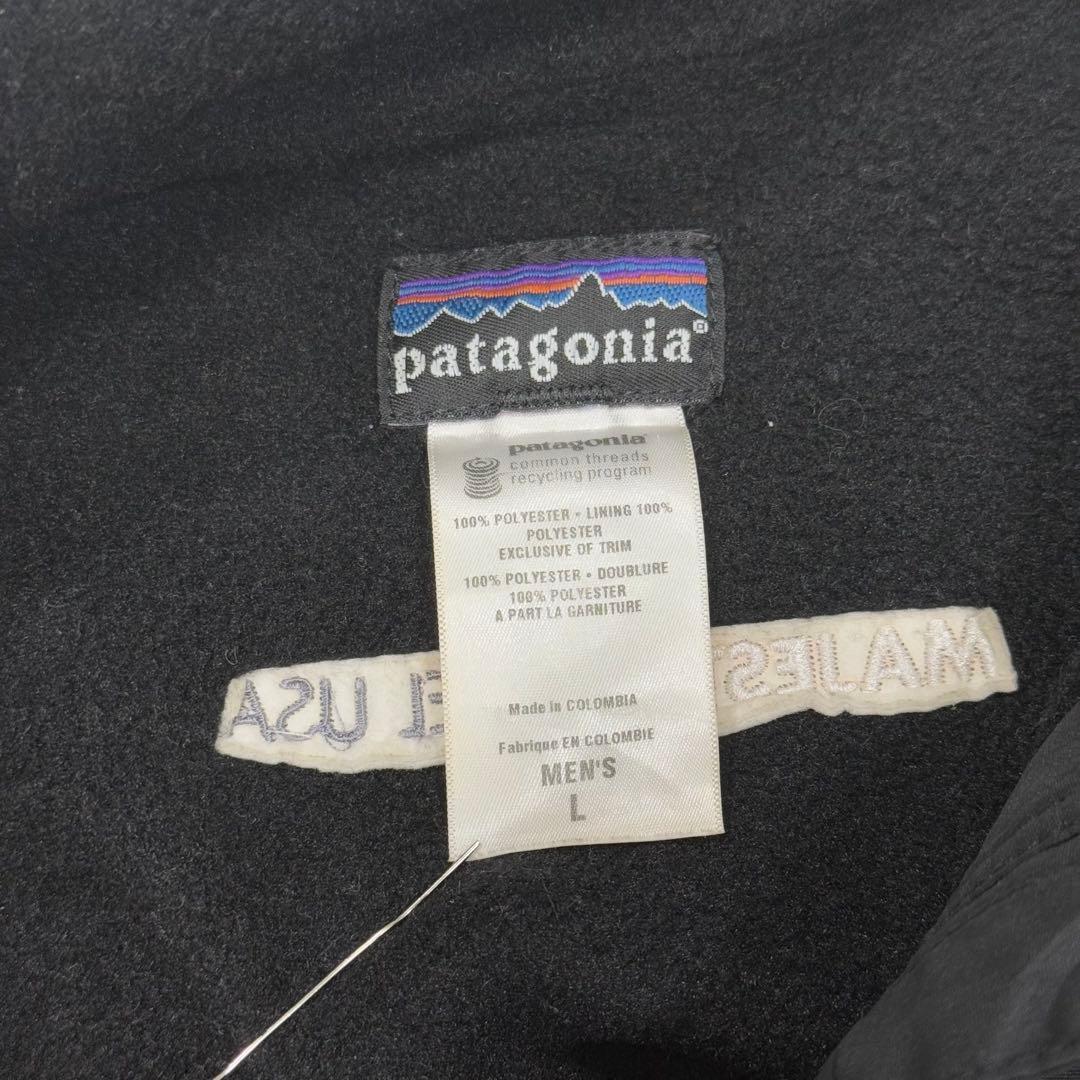 patagonia®
patagonia®
common threads
recycling program
100% POLYESTER • LINING 100%
POLYESTER
EXCLUSIVE OF TRIM
100% POLYESTER • DOUBLURE
100% POLYESTER
A PART LA GARNITURE
Made in COLOMBIA
Fabrique EN COLOMBIE
MEN'S
L
USA